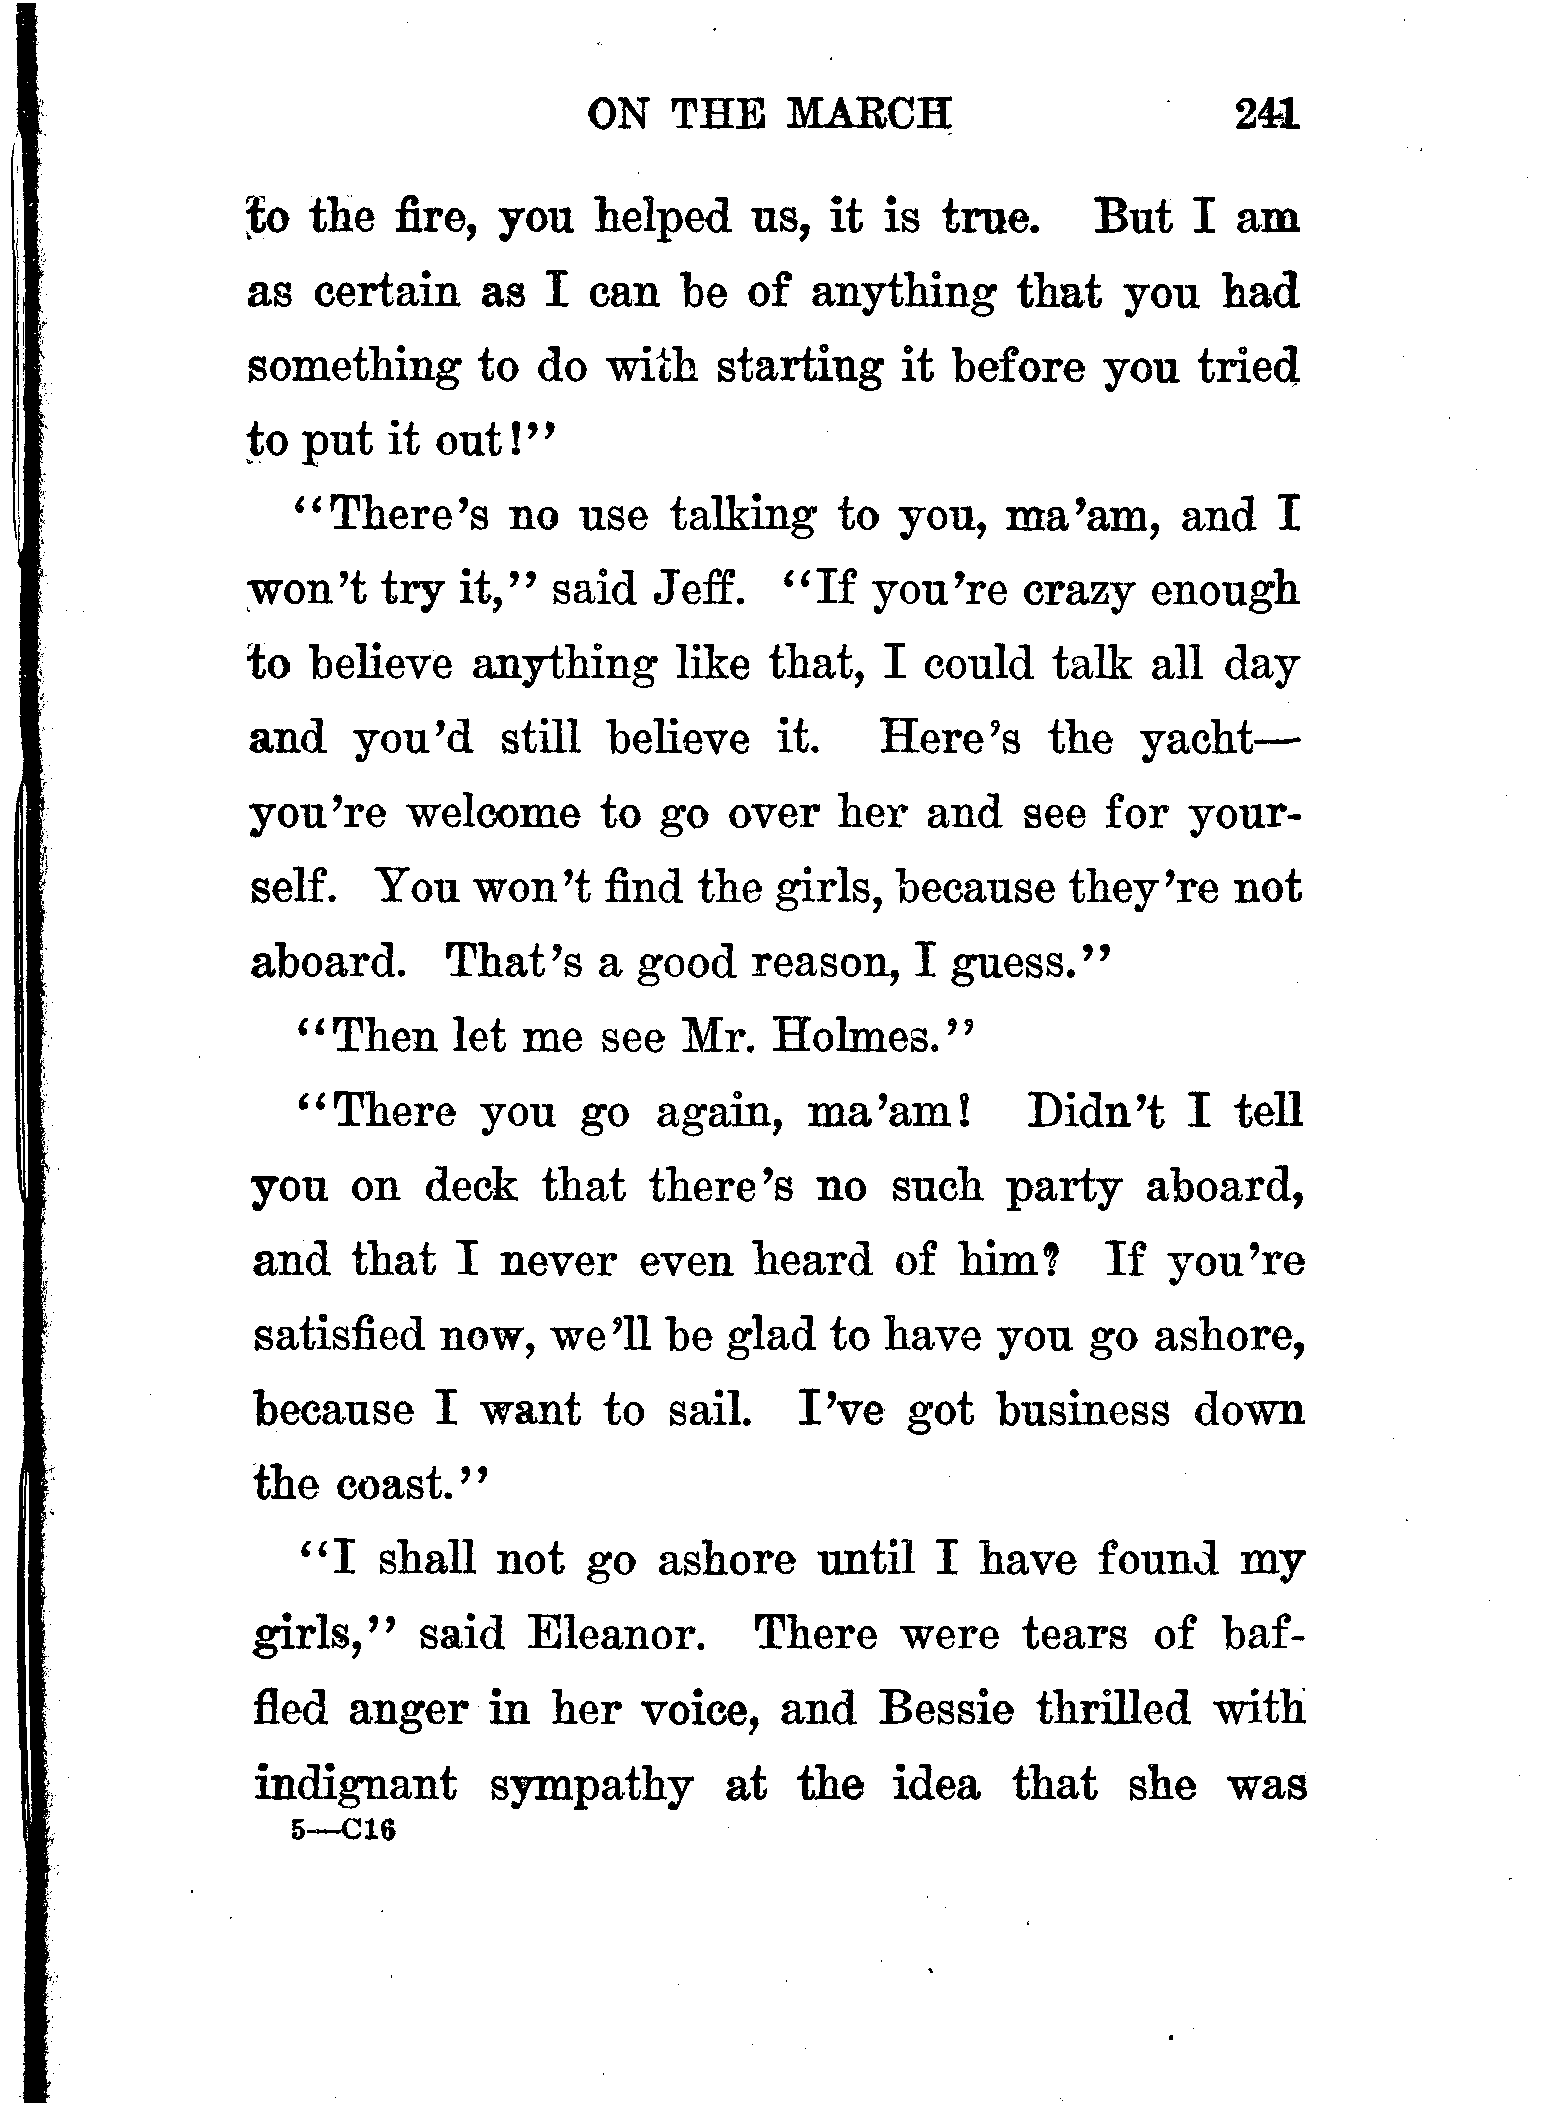 ON THE MARCH 241
to the fire, you helped us, it is true. But I am
as certain as I can be of anything that you had
something to do with starting it before you tried
to put it out!"
"There's no use talking to you, ma'am, and I
won't try it," said Jeff. "If you're crazy enough
to believe anything like that, I could talk all day
and you'd still believe it. Here's the yacht—
you're welcome to go over her and see for your-
self. You won't find the girls, because they're not
aboard. That's a good reason, I guess."
"Then let me see Mr. Holmes."
"There you go again, ma'am! Didn't I tell
you on deck that there's no such party aboard,
and that I never even heard of him? If you're
satisfied now, we'll be glad to have you go ashore,
because I want to sail. I've got business down
the coast."
"I shall not go ashore until I have found my
girls," said Eleanor. There were tears of baf-
fled anger in her voice, and Bessie thrilled with
indignant sympathy at the idea that she was
5—C16